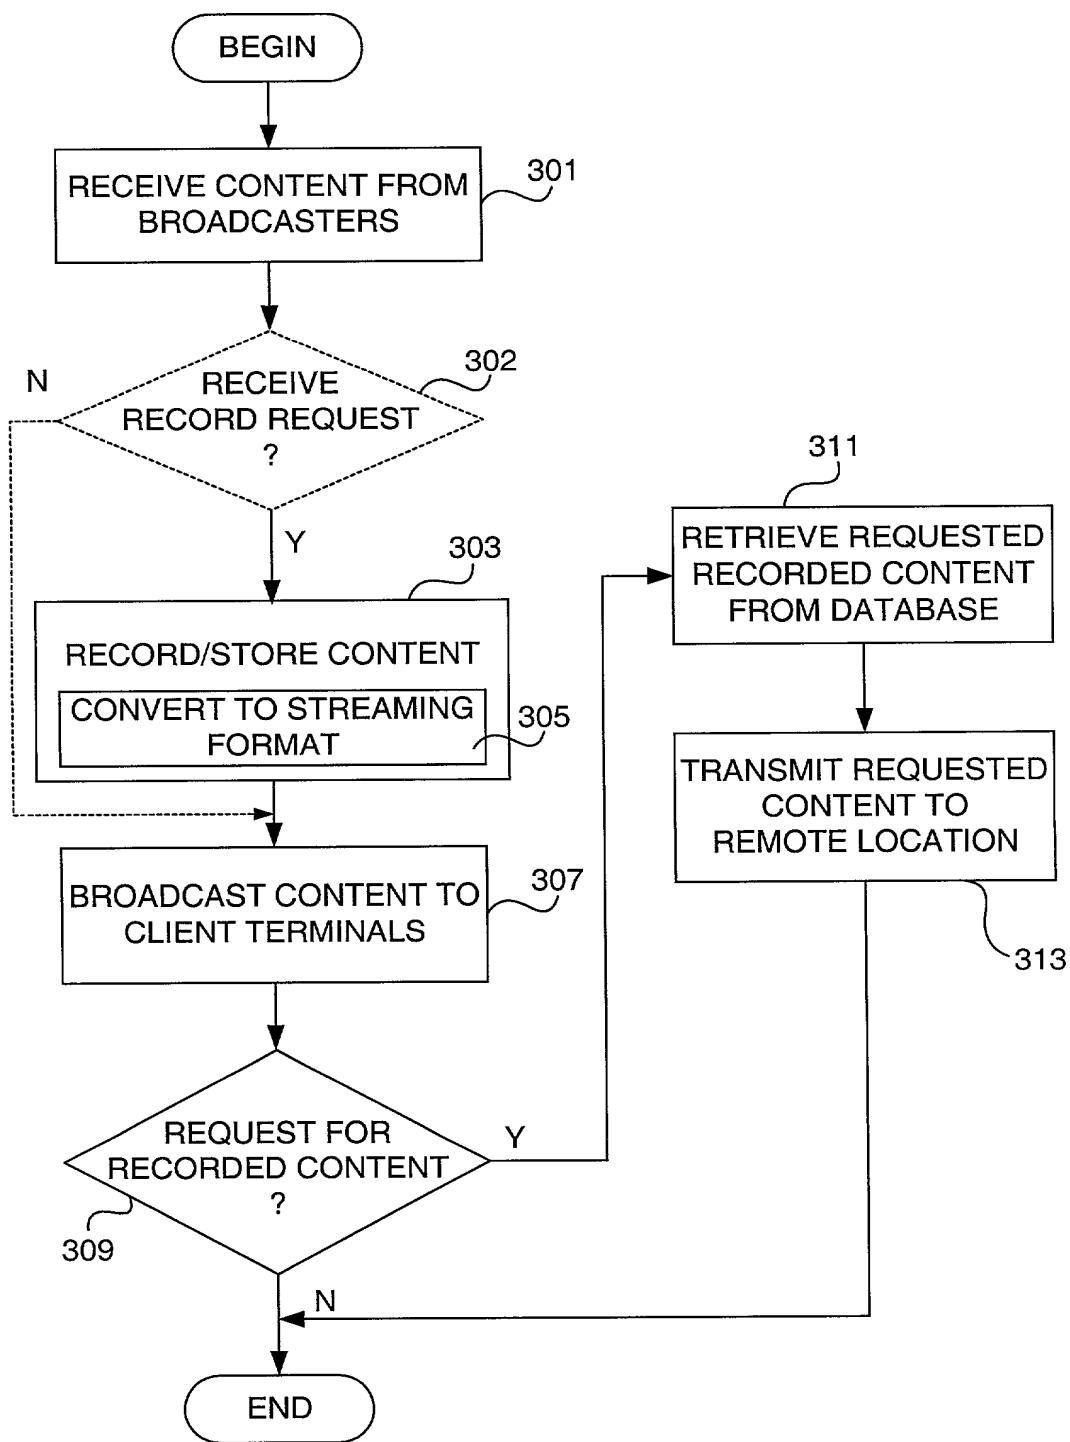 BEGIN
RECEIVE CONTENT FROM
BROADCASTERS
301
N
RECEIVE
RECORD REQUEST
?
302
Y
303
RECORD/STORE CONTENT
CONVERT TO STREAMING
FORMAT
305
BROADCAST CONTENT TO
CLIENT TERMINALS
307
REQUEST FOR
RECORDED CONTENT
?
Y
309
N
END
311
RETRIEVE REQUESTED
RECORDED CONTENT
FROM DATABASE
TRANSMIT REQUESTED
CONTENT TO
REMOTE LOCATION
313